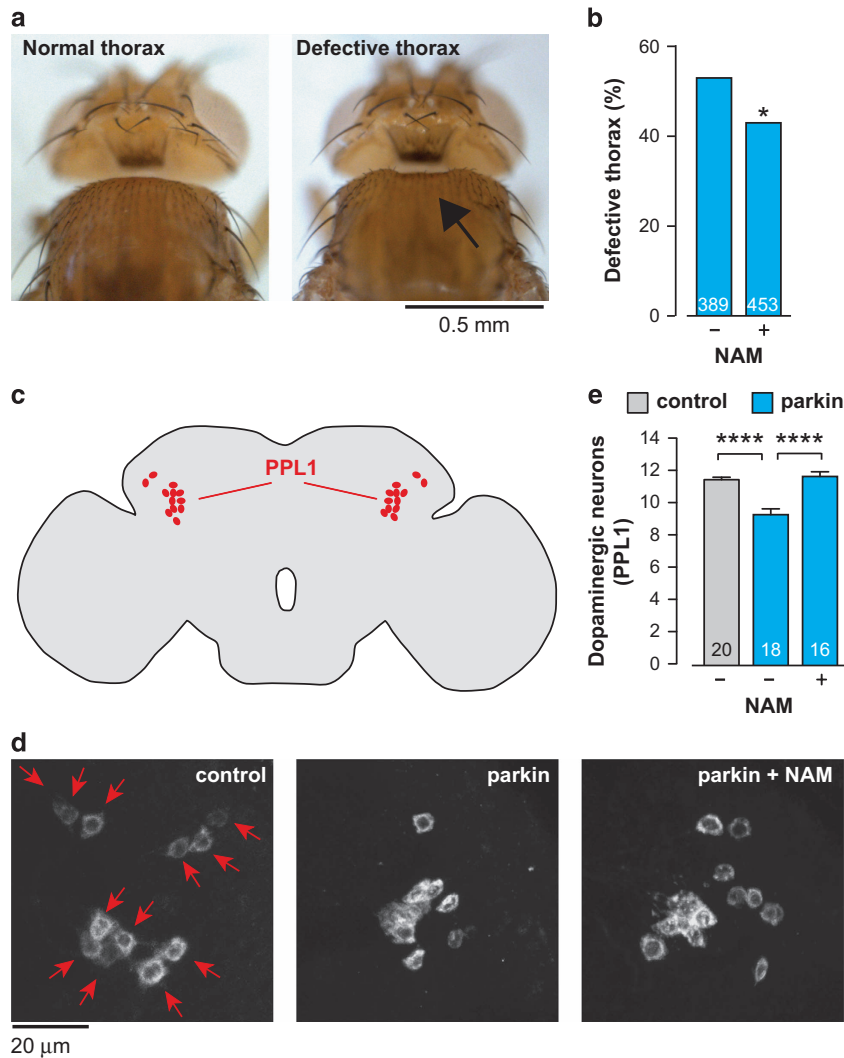 a
Normal thorax
Defective thorax
0.5 mm
b
60
40
20
0
Defective thorax (%)
*
389
453
–
+
NAM
c
PPL1
e
control
parkin
14
12
10
8
6
4
2
0
Dopaminergic neurons
(PPL1)
****
****
20
18
16
–
–
+
NAM
d
control
parkin
parkin + NAM
20 μm